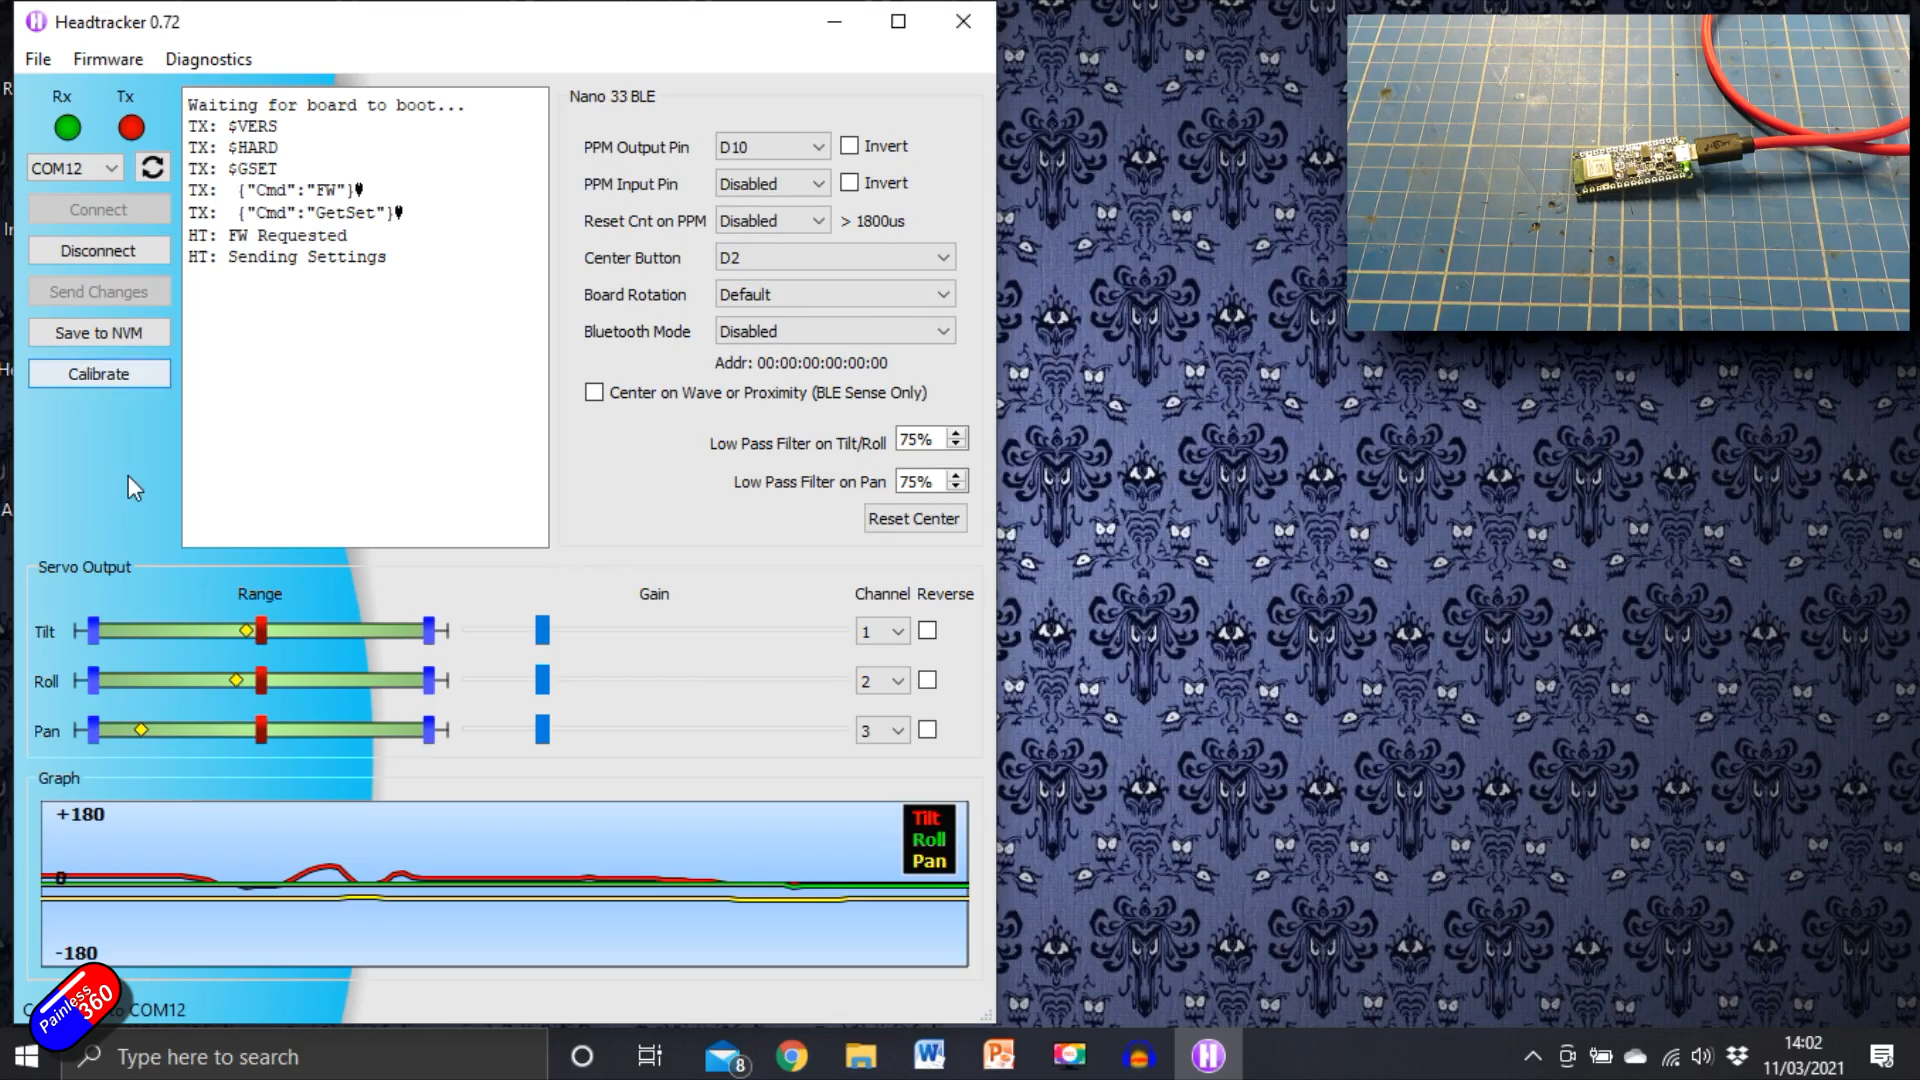 Headtracker 0.72
File Firmware Diagnostics
Rx Tx
COM12
Connect
Disconnect
Send Changes
Save to NVM
Calibrate
Waiting for board to boot...
TX: $VERS
TX: $HARD
TX: $GSET
TX: {"Cmd":"FW"}
TX: {"Cmd":"GetSet"}
HT: FW Requested
HT: Sending Settings
Nano 33 BLE
PPM Output Pin D10 Invert
PPM Input Pin Disabled Invert
Reset Cnt on PPM Disabled > 1800us
Center Button D2
Board Rotation Default
Bluetooth Mode Disabled
Addr: 00:00:00:00:00:00
Center on Wave or Proximity (BLE Sense Only)
Low Pass Filter on Tilt/Roll 75%
Low Pass Filter on Pan 75%
Reset Center
Servo Output
Range Gain Channel Reverse
Tilt 1
Roll 2
Pan 3
Graph
+180
0
-180
Tilt
Roll
Pan
COM12
Painless
360
Type here to search
8
14:02
11/03/2021